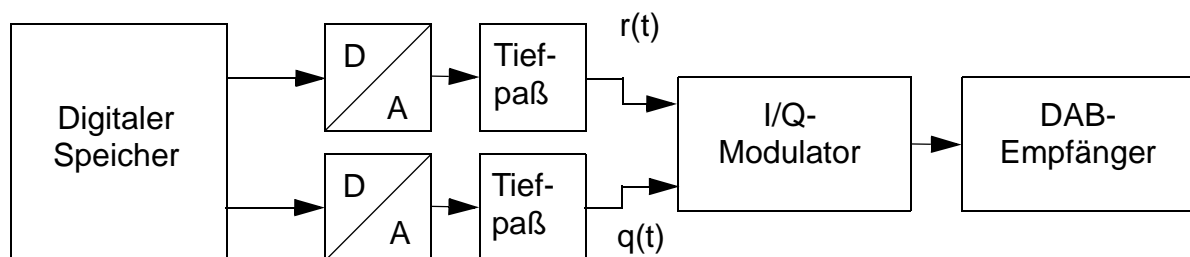 Digitaler
Speicher
D
A
Tief-
paß
r(t)
D
A
Tief-
paß
q(t)
I/Q-
Modulator
DAB-
Empfänger